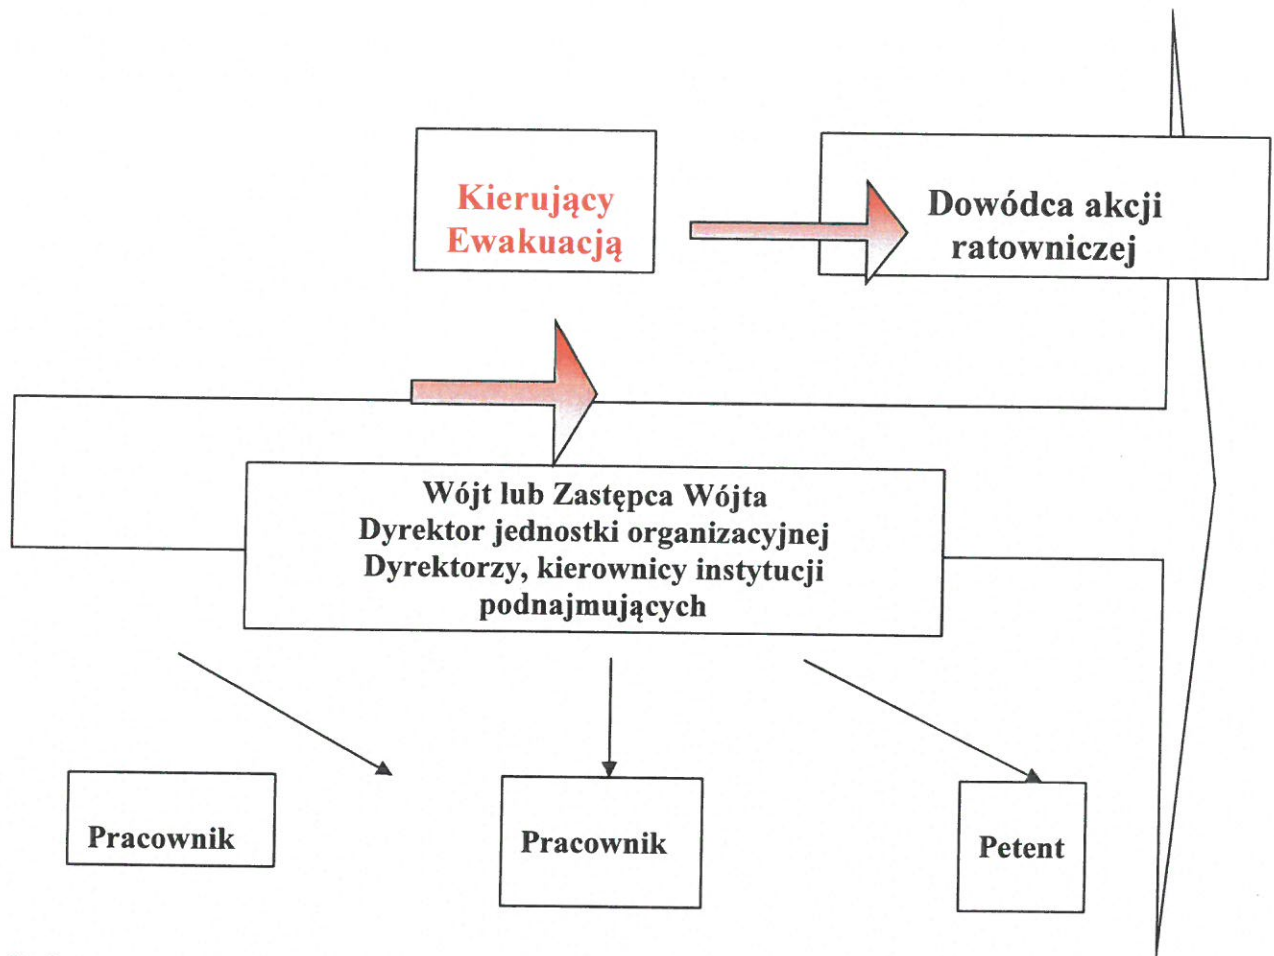 Kierujący
Ewakuacją
Dowódca akcji
ratowniczej
Wójt lub Zastępca Wójta
Dyrektor jednostki organizacyjnej
Dyrektorzy, kierownicy instytucji
podnajmujących
Pracownik
Pracownik
Petent